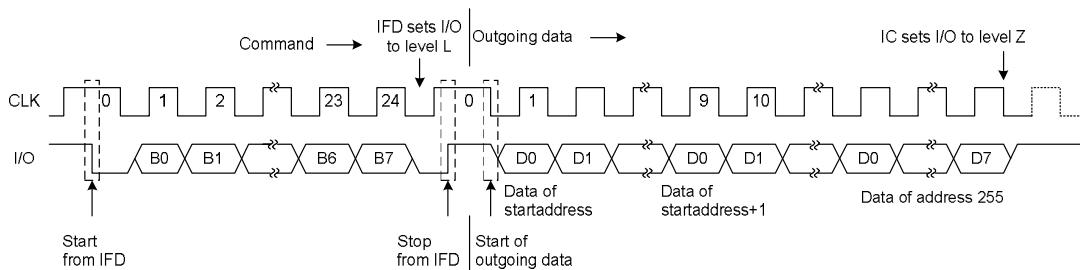 IFD sets I/O
to level L
Command
Outgoing data
IC sets I/O to level Z
CLK 0 1 2 23 24 0 1 9 10
I/O B0 B1 B6 B7 D0 D1 D0 D1 D0 D7
Data of
startaddress
Data of
startaddress+1
Data of address 255
Start
from IFD
Stop
from IFD
Start of
outgoing data